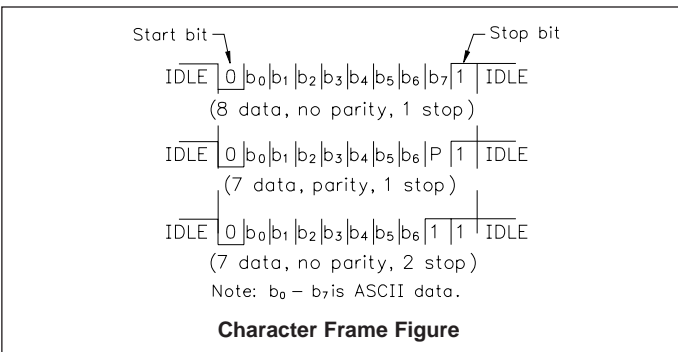 Start bit Stop bit
IDLE 0 b₀ b₁ b₂ b₃ b₄ b₅ b₆ b₇ 1 IDLE
(8 data, no parity, 1 stop)
IDLE 0 b₀ b₁ b₂ b₃ b₄ b₅ b₆ P 1 IDLE
(7 data, parity, 1 stop)
IDLE 0 b₀ b₁ b₂ b₃ b₄ b₅ b₆ 1 1 IDLE
(7 data, no parity, 2 stop)
Note: b₀ – b₇ is ASCII data.
Character Frame Figure